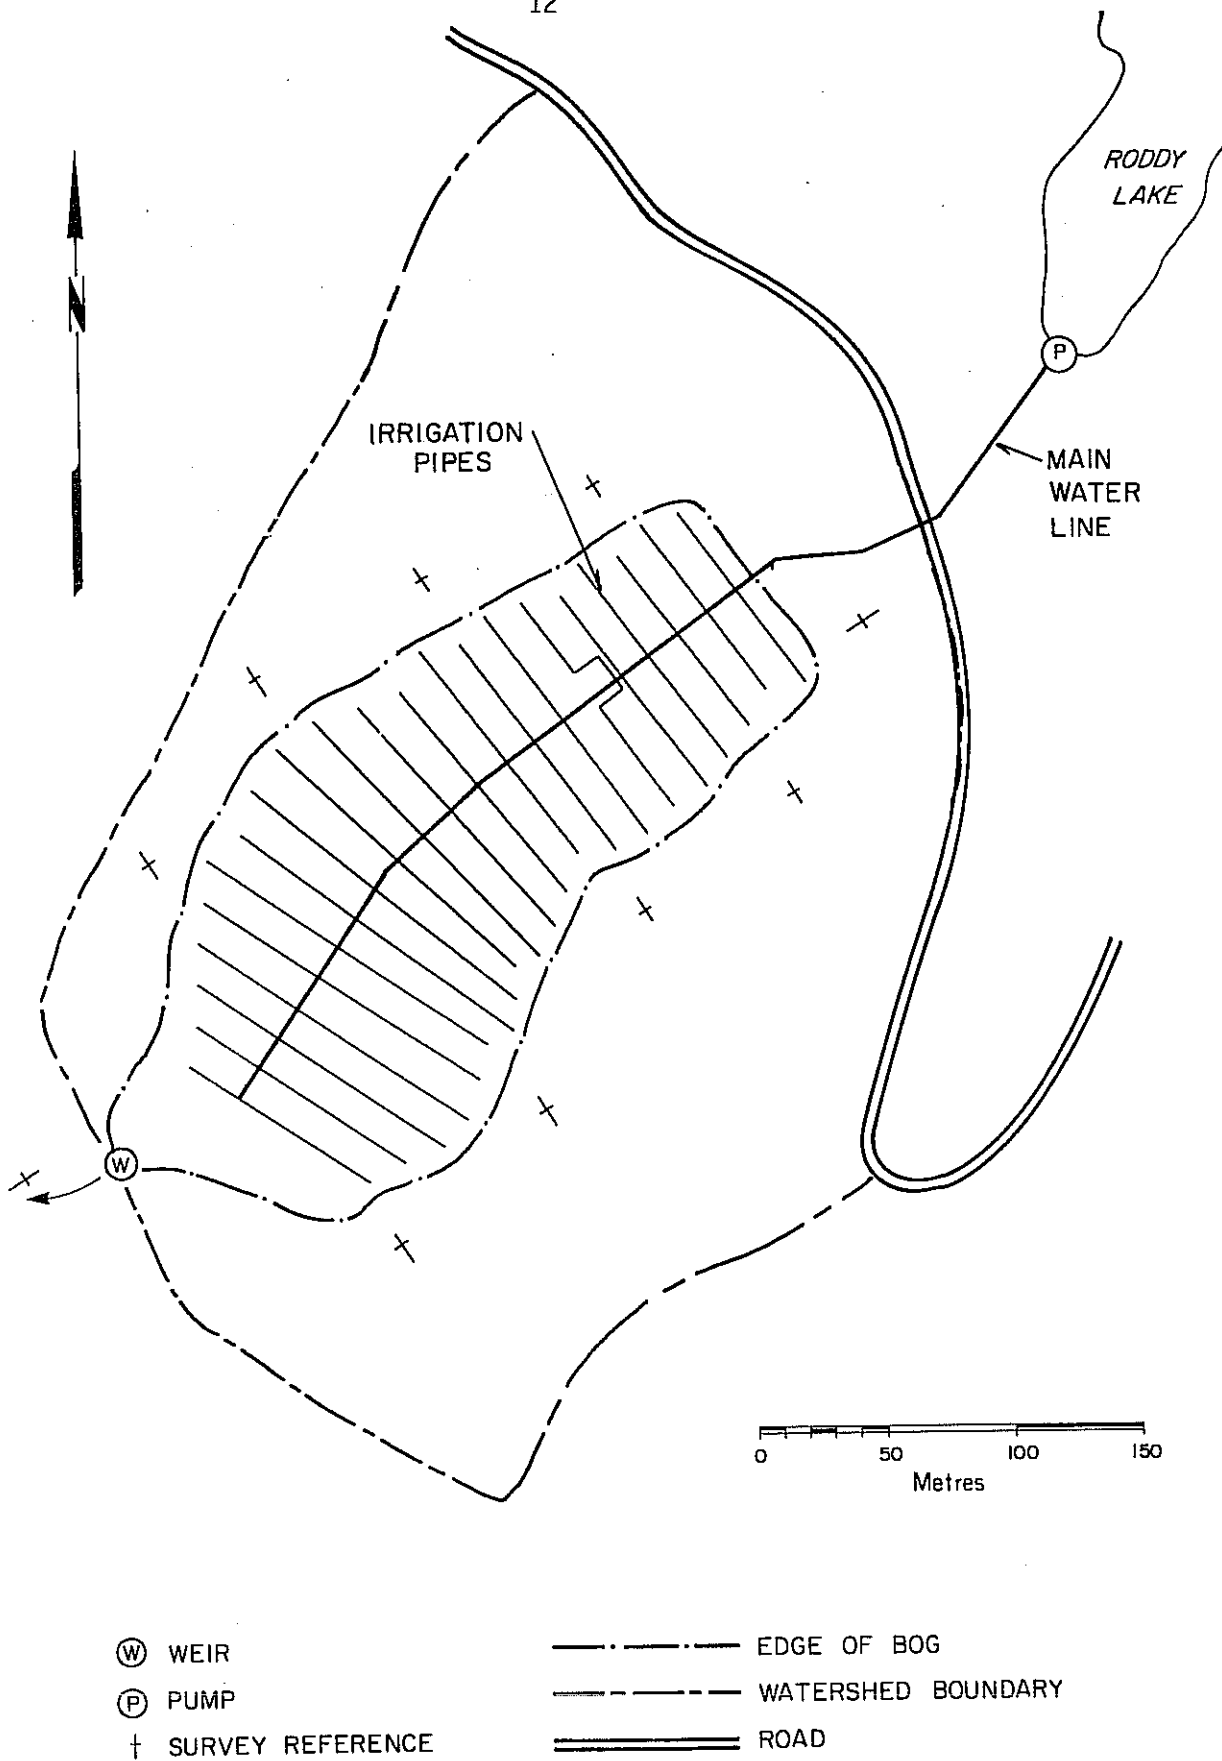 12
RODDY
LAKE
P
N
IRRIGATION
PIPES
MAIN
WATER
LINE
W
0 50 100 150
Metres
W WEIR
P PUMP
† SURVEY REFERENCE
EDGE OF BOG
WATERSHED BOUNDARY
ROAD